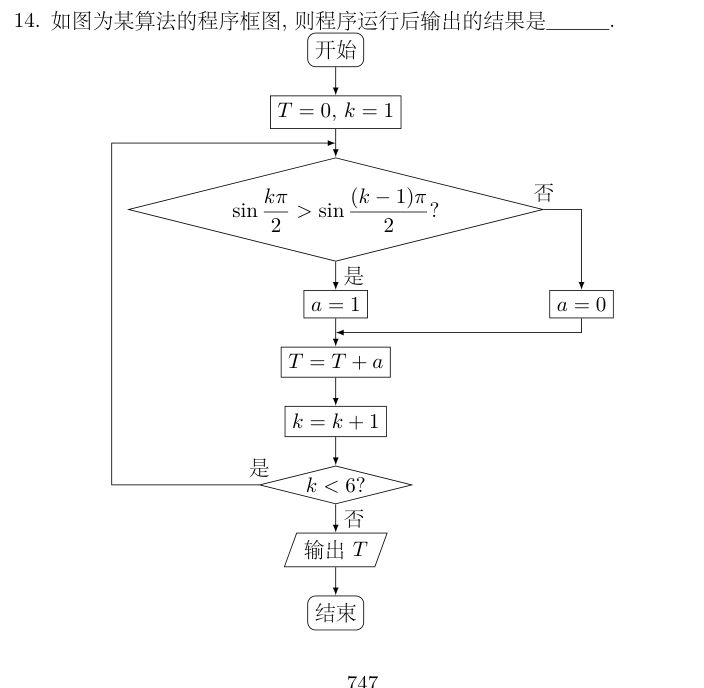 14. 如图为某算法的程序框图, 则程序运行后输出的结果是______.
开始
T = 0, k = 1
sin kπ/2 > sin (k − 1)π/2 ?
否
是
a = 1
a = 0
T = T + a
k = k + 1
是
k < 6?
否
输出 T
结束
747